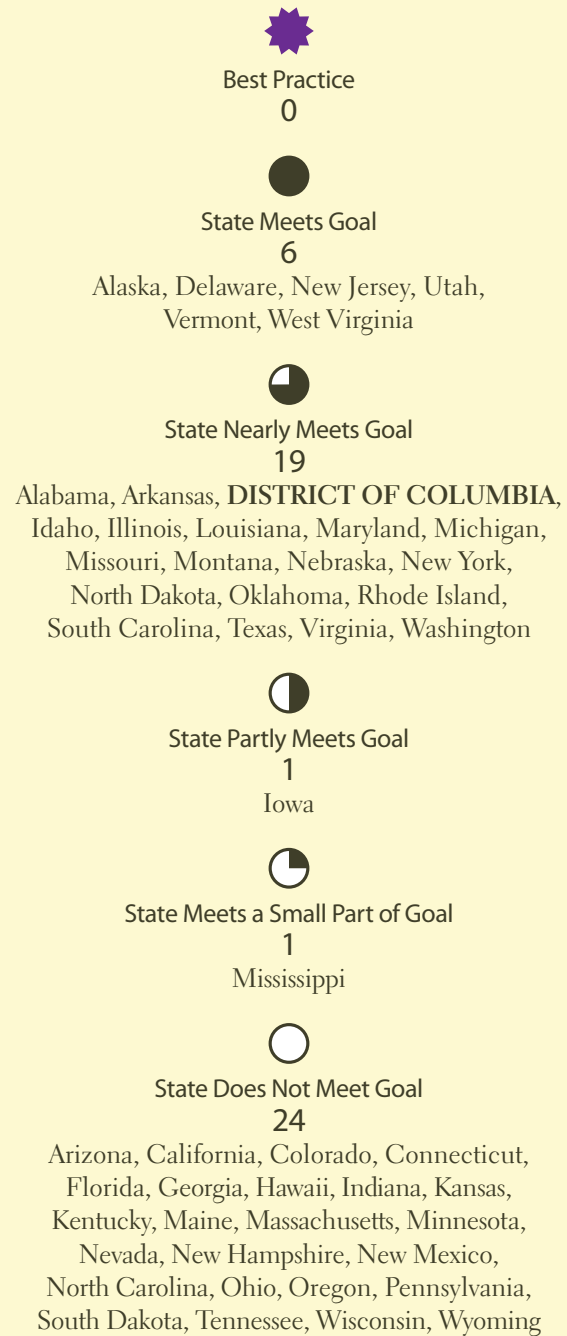 Best Practice
0
State Meets Goal
6
Alaska, Delaware, New Jersey, Utah,
Vermont, West Virginia
State Nearly Meets Goal
19
Alabama, Arkansas, DISTRICT OF COLUMBIA,
Idaho, Illinois, Louisiana, Maryland, Michigan,
Missouri, Montana, Nebraska, New York,
North Dakota, Oklahoma, Rhode Island,
South Carolina, Texas, Virginia, Washington
State Partly Meets Goal
1
Iowa
State Meets a Small Part of Goal
1
Mississippi
State Does Not Meet Goal
24
Arizona, California, Colorado, Connecticut,
Florida, Georgia, Hawaii, Indiana, Kansas,
Kentucky, Maine, Massachusetts, Minnesota,
Nevada, New Hampshire, New Mexico,
North Carolina, Ohio, Oregon, Pennsylvania,
South Dakota, Tennessee, Wisconsin, Wyoming